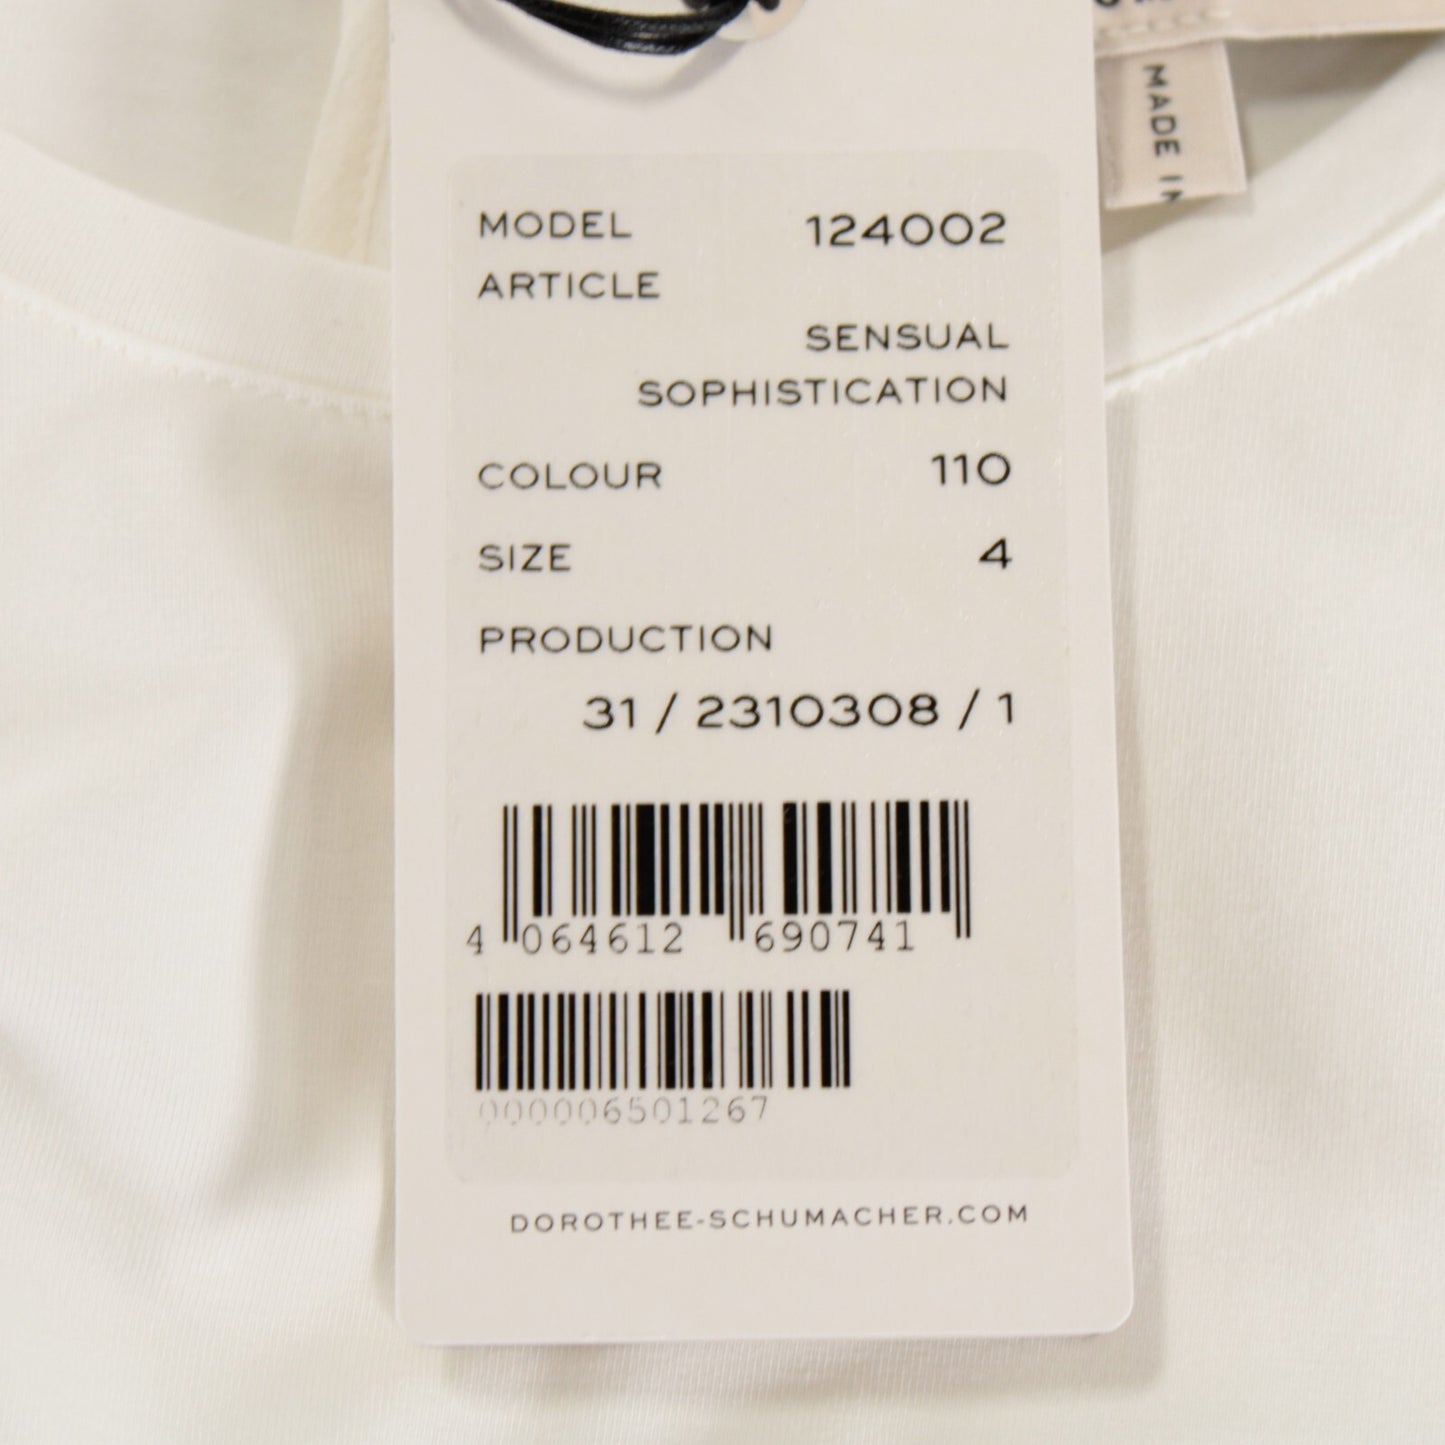 MADE IN
MODEL 124002
ARTICLE
SENSUAL
SOPHISTICATION
COLOUR 110
SIZE 4
PRODUCTION
31 / 2310308 / 1
4 064612 690741
000006501267
DOROTHEE-SCHUMACHER.COM